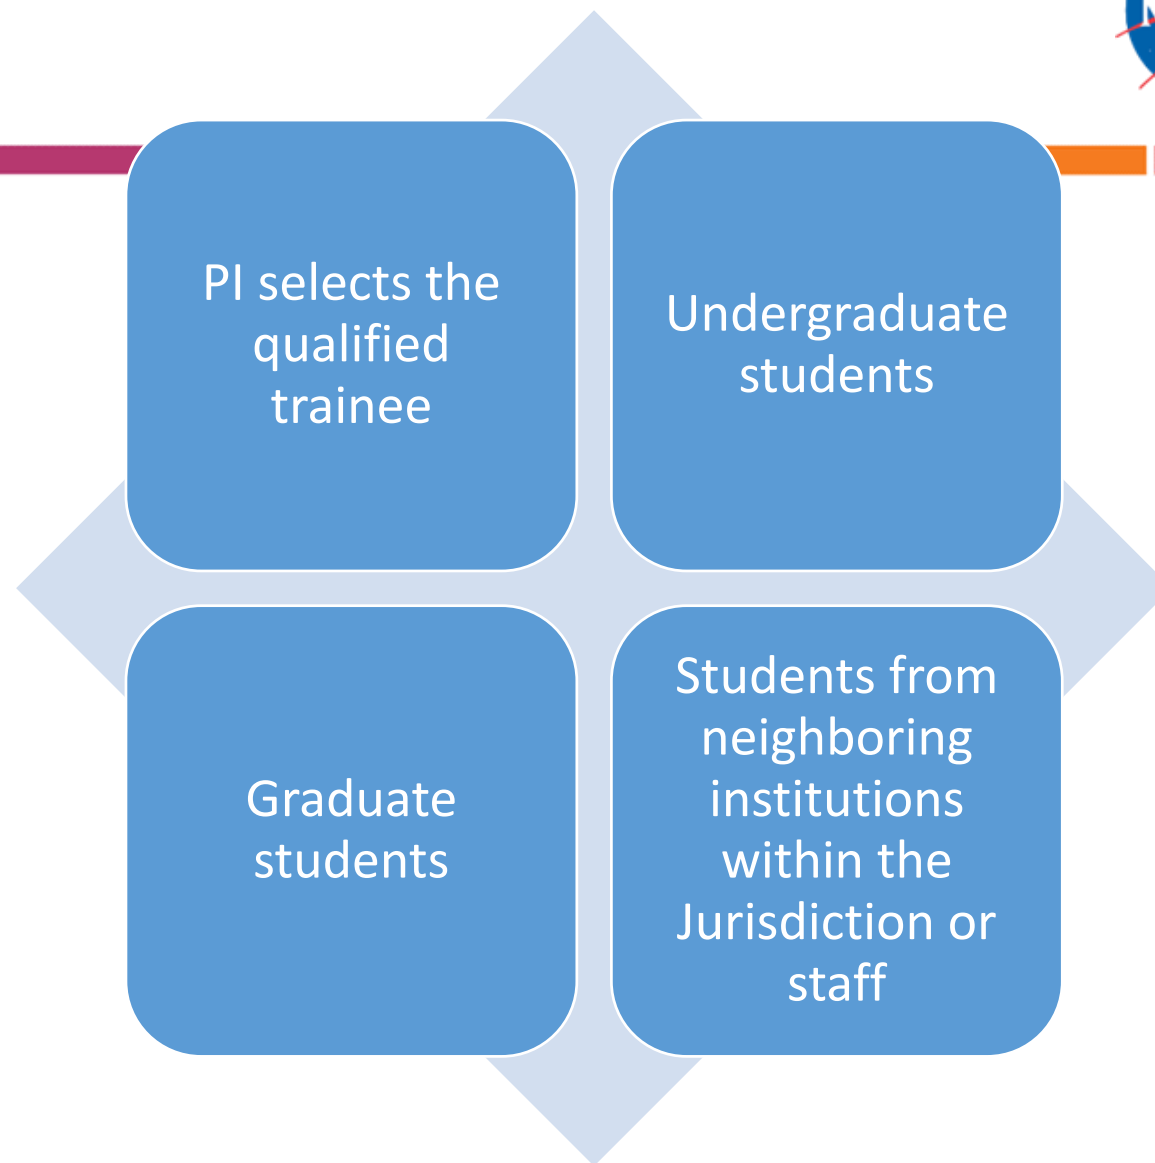 PI selects the
qualified
trainee
Undergraduate
students
Graduate
students
Students from
neighboring
institutions
within the
Jurisdiction or
staff